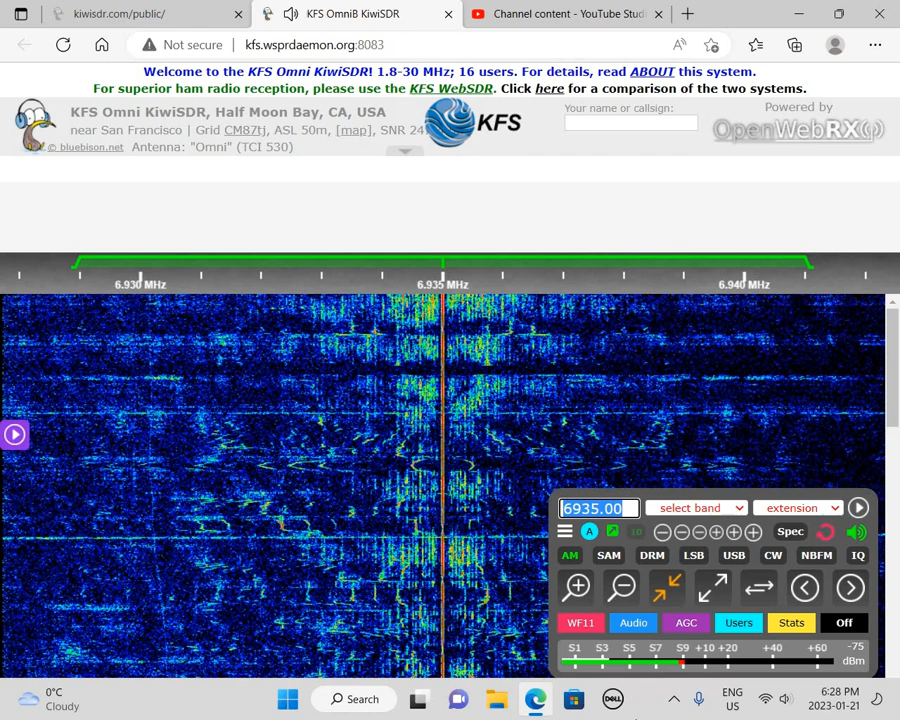 kiwisdr.com/public/
KFS OmniB KiwiSDR
Channel content - YouTube Studi
Not secure
kfs.wsprdaemon.org:8083
Welcome to the KFS Omni KiwiSDR! 1.8-30 MHz; 16 users. For details, read ABOUT this system.
For superior ham radio reception, please use the KFS WebSDR. Click here for a comparison of the two systems.
KFS Omni KiwiSDR, Half Moon Bay, CA, USA
near San Francisco | Grid CM87tj, ASL 50m, [map], SNR 24
© bluebison.net Antenna: "Omni" (TCI 530)
KFS
Your name or callsign:
Powered by
OpenWebRX
6.930 MHz 6.935 MHz 6.940 MHz
6935.00 select band extension
A 10 Spec
AM SAM DRM LSB USB CW NBFM IQ
WF11 Audio AGC Users Stats Off
S1 S3 S5 S7 S9 +10 +20 +40 +60 -75
dBm
0°C
Cloudy
Search
DELL
ENG
US
6:28 PM
2023-01-21